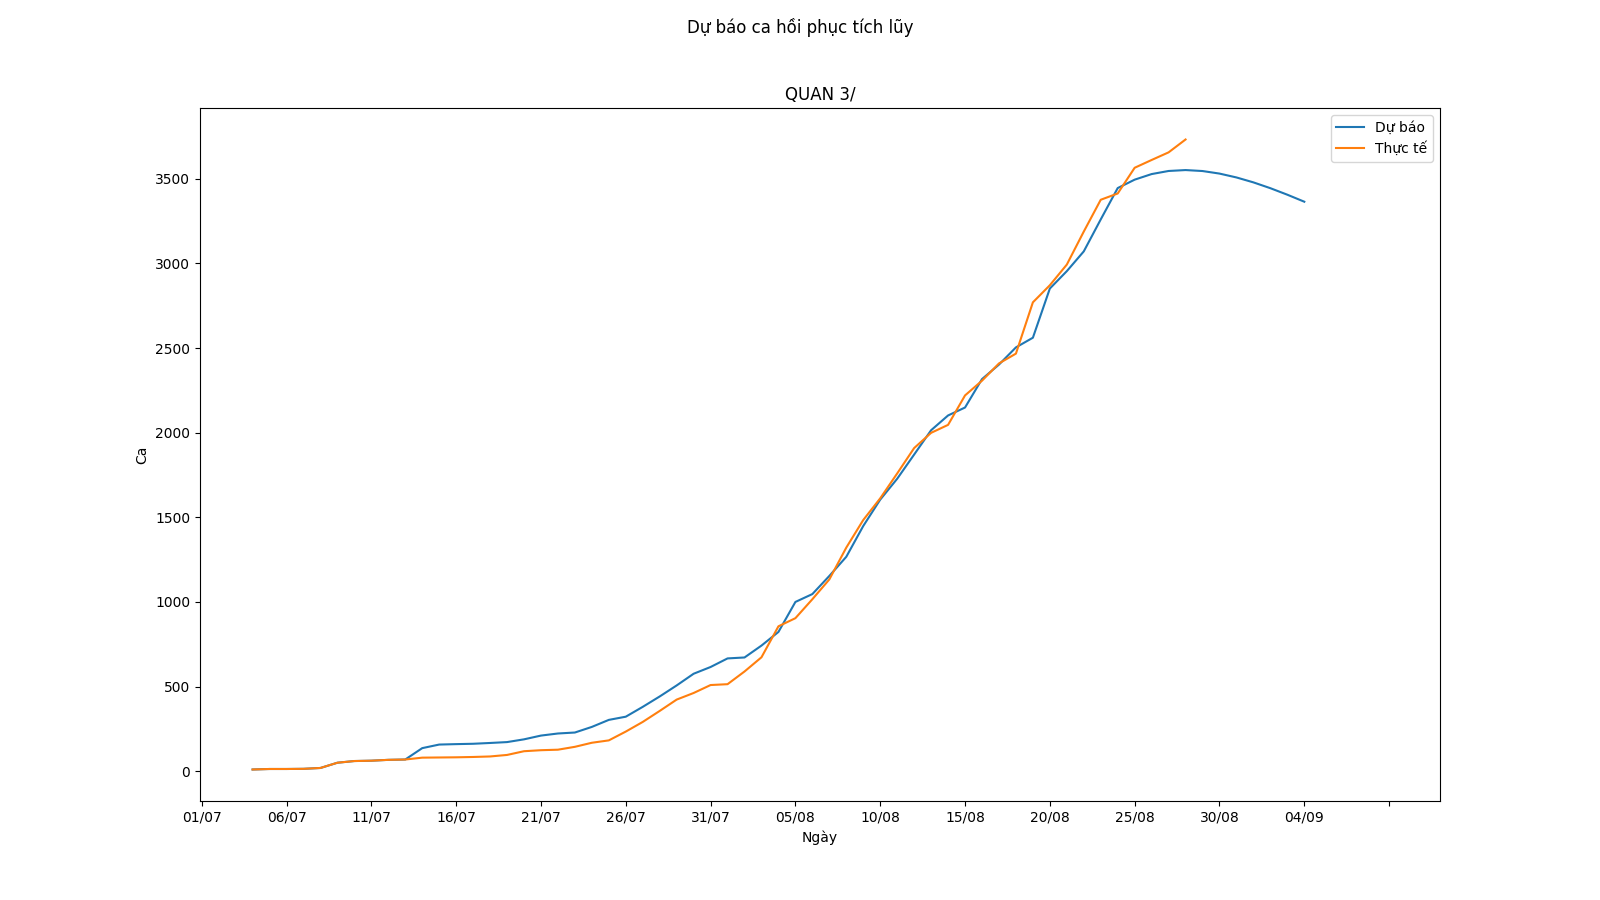 Dự báo ca hồi phục tích lũy
QUAN 3/
Dự báo
Thực tế
3500
3000
2500
2000
1500
1000
500
0
Ca
01/07 06/07 11/07 16/07 21/07 26/07 31/07 05/08 10/08 15/08 20/08 25/08 30/08 04/09
Ngày